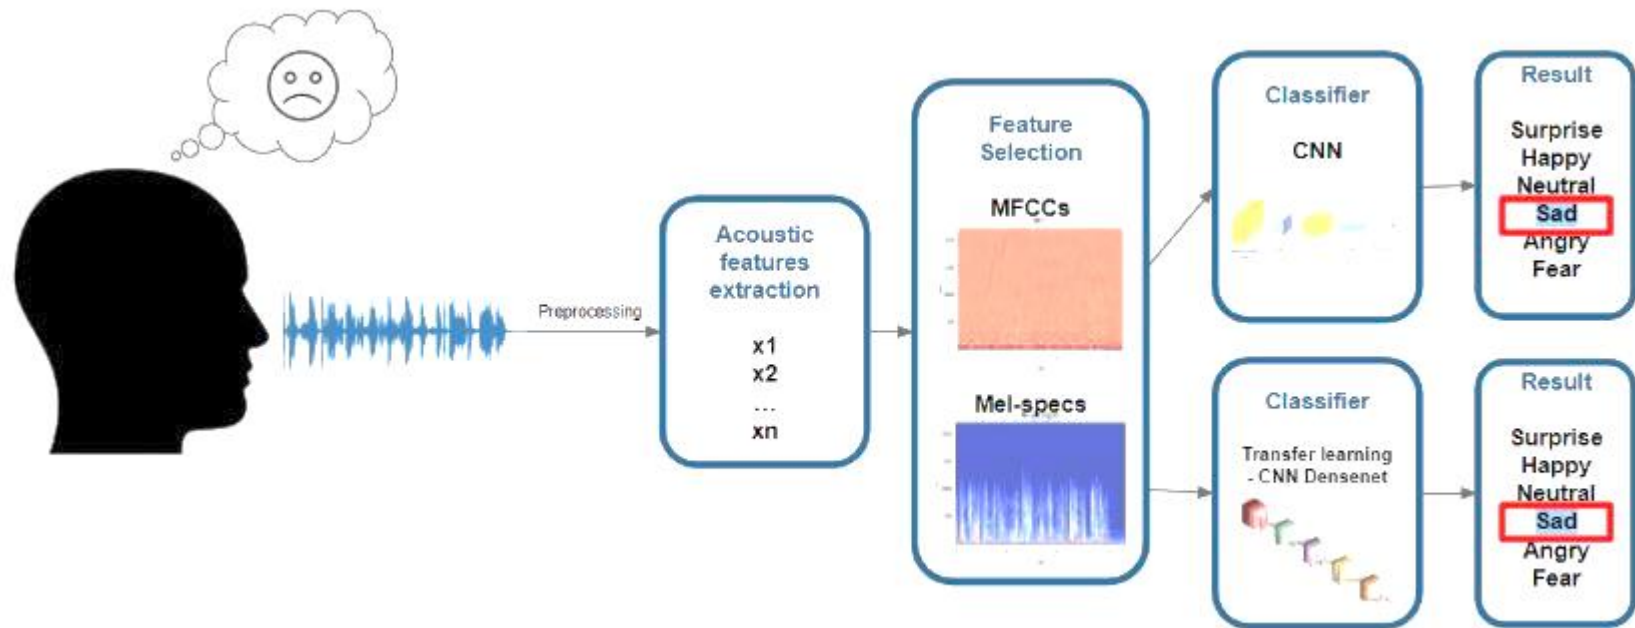 Preprocessing
Acoustic
features
extraction
x1
x2
...
xn
Feature
Selection
MFCCs
Mel-specs
Classifier
CNN
Result
Surprise
Happy
Neutral
Sad
Angry
Fear
Classifier
Transfer learning
- CNN Densenet
Result
Surprise
Happy
Neutral
Sad
Angry
Fear